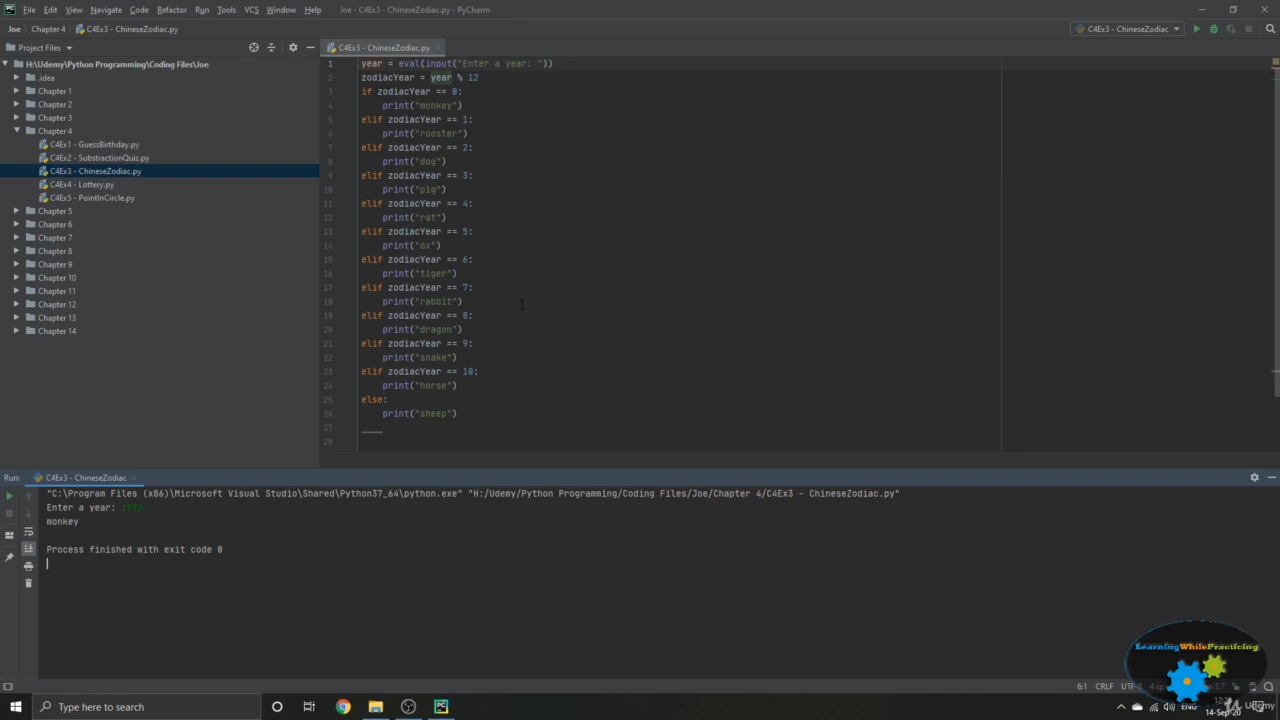 File Edit View Navigate Code Refactor Run Tools VCS Window Help Joe - C4Ex3 - ChineseZodiac.py - PyCharm
Joe Chapter 4 C4Ex3 - ChineseZodiac.py C4Ex3 - ChineseZodiac
Project Files C4Ex3 - ChineseZodiac.py
H:\Udemy\Python Programming\Coding Files\Joe
.idea
Chapter 1
Chapter 2
Chapter 3
Chapter 4
C4Ex1 - GuessBirthday.py
C4Ex2 - SubstractionQuiz.py
C4Ex3 - ChineseZodiac.py
C4Ex4 - Lottery.py
C4Ex5 - PointInCircle.py
Chapter 5
Chapter 6
Chapter 7
Chapter 8
Chapter 9
Chapter 10
Chapter 11
Chapter 12
Chapter 13
Chapter 14
1 year = eval(input("Enter a year: "))
2 zodiacYear = year % 12
3 if zodiacYear == 0:
4 print("monkey")
5 elif zodiacYear == 1:
6 print("rooster")
7 elif zodiacYear == 2:
8 print("dog")
9 elif zodiacYear == 3:
10 print("pig")
11 elif zodiacYear == 4:
12 print("rat")
13 elif zodiacYear == 5:
14 print("ox")
15 elif zodiacYear == 6:
16 print("tiger")
17 elif zodiacYear == 7:
18 print("rabbit")
19 elif zodiacYear == 8:
20 print("dragon")
21 elif zodiacYear == 9:
22 print("snake")
23 elif zodiacYear == 10:
24 print("horse")
25 else:
26 print("sheep")
27
28
Run: C4Ex3 - ChineseZodiac
"C:\Program Files (x86)\Microsoft Visual Studio\Shared\Python37_64\python.exe" "H:/Udemy/Python Programming/Coding Files/Joe/Chapter 4/C4Ex3 - ChineseZodiac.py"
Enter a year: 1992
monkey
Process finished with exit code 0
LearningWhilePracticing
6:1 CRLF
Type here to search
ENG
14-Sep-20
Udemy